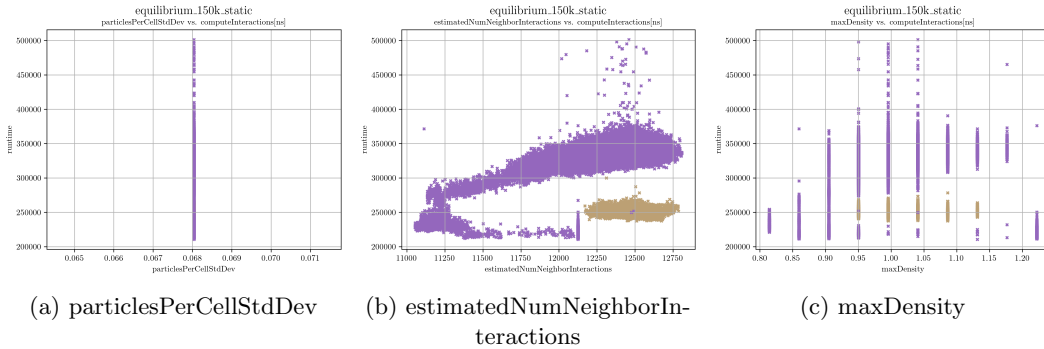 equilibrium_150k_static
particlesPerCellStdDev vs. computeInteractions[ns]
500000
450000
400000
350000
300000
250000
200000
runtime
0.065
0.066
0.067
0.068
0.069
0.070
0.071
particlesPerCellStdDev
(a) particlesPerCellStdDev
equilibrium_150k_static
estimatedNumNeighborInteractions vs. computeInteractions[ns]
500000
450000
400000
350000
300000
250000
200000
runtime
11000
11250
11500
11750
12000
12250
12500
12750
estimatedNumNeighborInteractions
(b) estimatedNumNeighborIn-
teractions
equilibrium_150k_static
maxDensity vs. computeInteractions[ns]
500000
450000
400000
350000
300000
250000
200000
runtime
0.80
0.85
0.90
0.95
1.00
1.05
1.10
1.15
1.20
maxDensity
(c) maxDensity